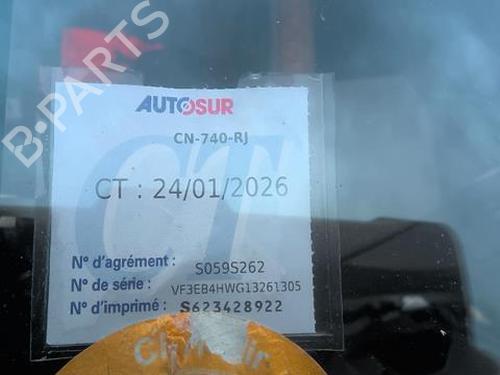 B-PARTS
AUTOSUR
CN-740-RJ
CT : 24/01/2026
N° d'agrément : S059S262
N° de série : VF3EB4HWG13261305
N° d'imprimé : S623428922